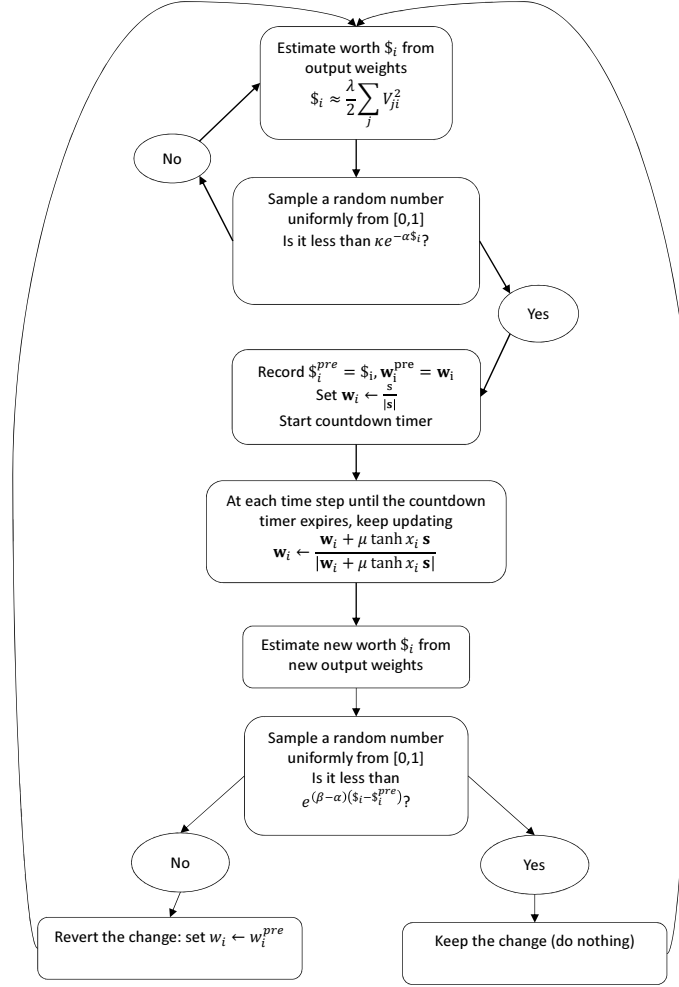 Estimate worth $ᵢ from
output weights
$ᵢ ≈ λ/2 ∑ⱼ Vⱼᵢ²
No
Sample a random number
uniformly from [0,1]
Is it less than κe^{−α$ᵢ}?
Yes
Record $ᵢ^{pre} = $ᵢ, wᵢ^{pre} = wᵢ
Set wᵢ ← s/|s|
Start countdown timer
At each time step until the countdown
timer expires, keep updating
wᵢ ← (wᵢ + μ tanh xᵢ s)/|wᵢ + μ tanh xᵢ s|
Estimate new worth $ᵢ from
new output weights
Sample a random number
uniformly from [0,1]
Is it less than
e^{(β−α)($ᵢ−$ᵢ^{pre})}?
No
Yes
Revert the change: set wᵢ ← wᵢ^{pre}
Keep the change (do nothing)